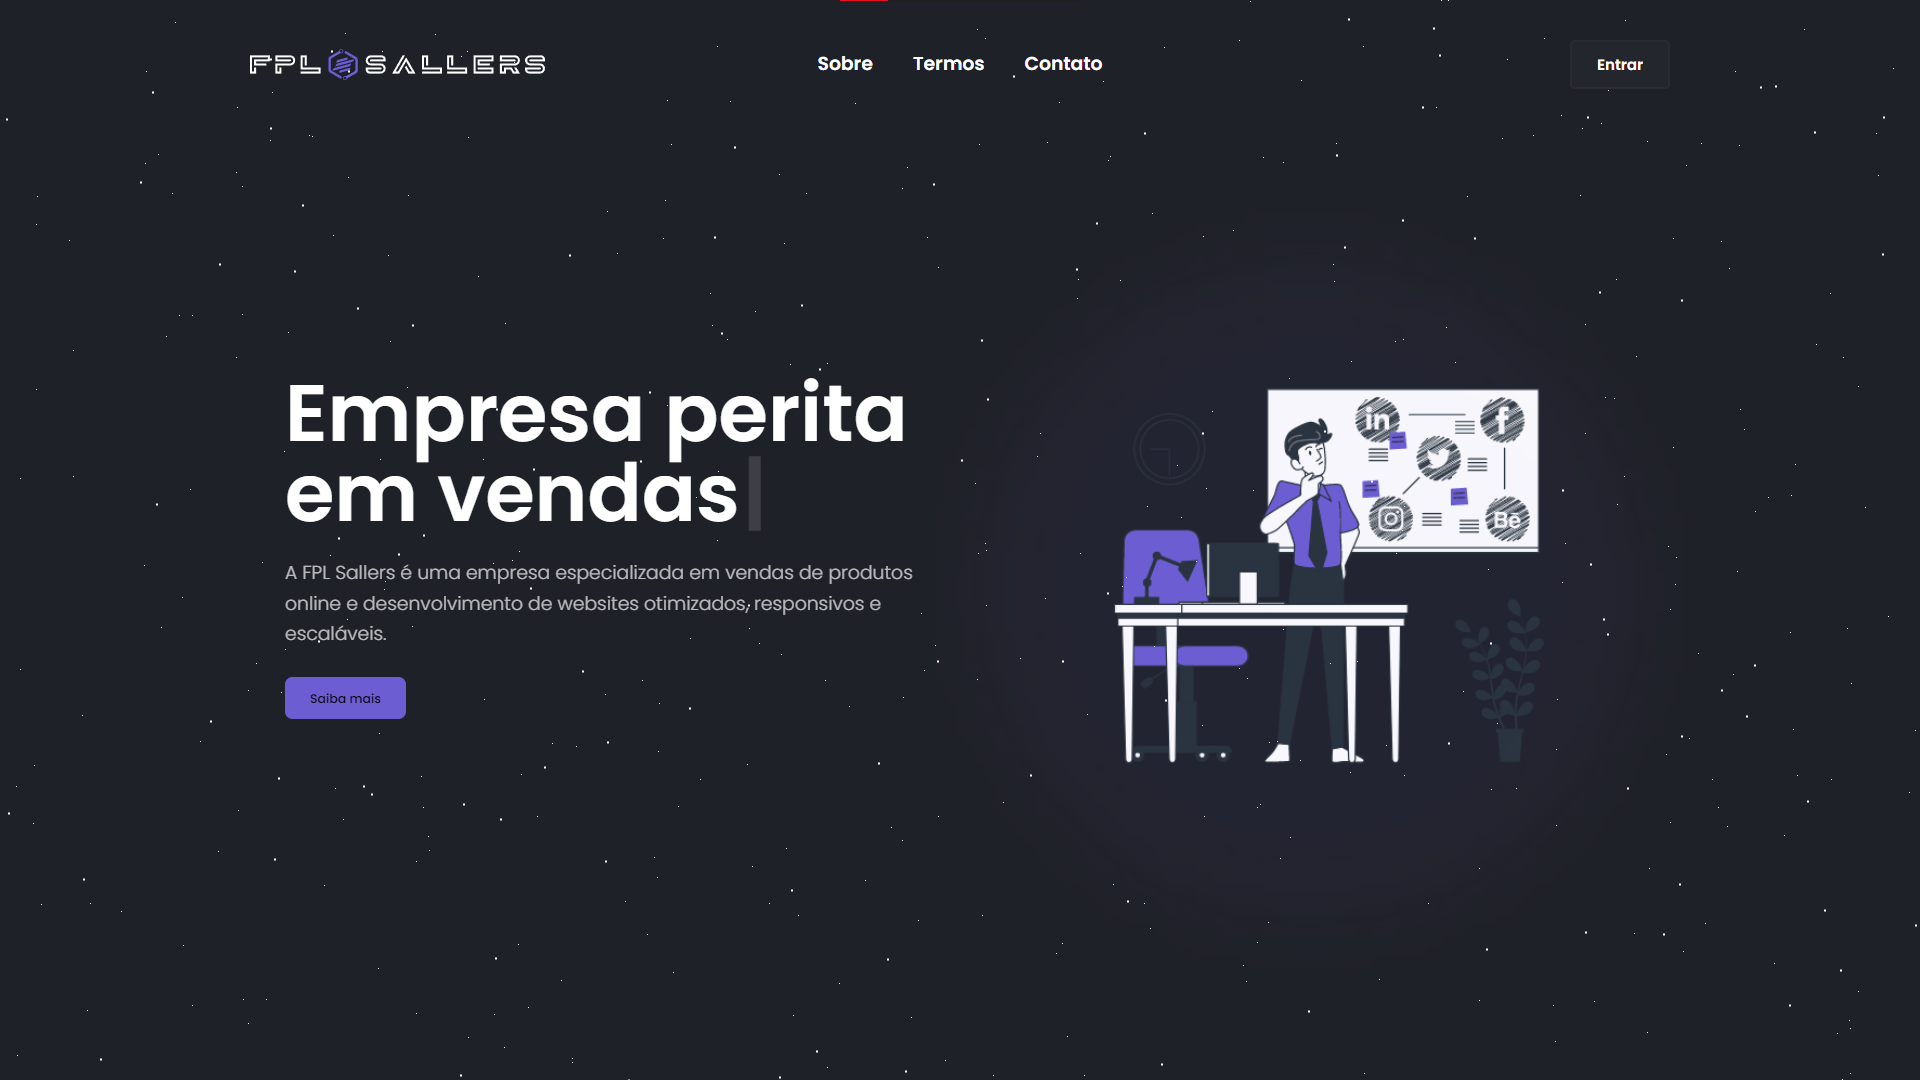 FPL SALLERS
Sobre Termos Contato
Entrar
Empresa perita
em vendas
A FPL Sallers é uma empresa especializada em vendas de produtos
online e desenvolvimento de websites otimizados, responsivos e
escaláveis.
Saiba mais
in
f
Bē